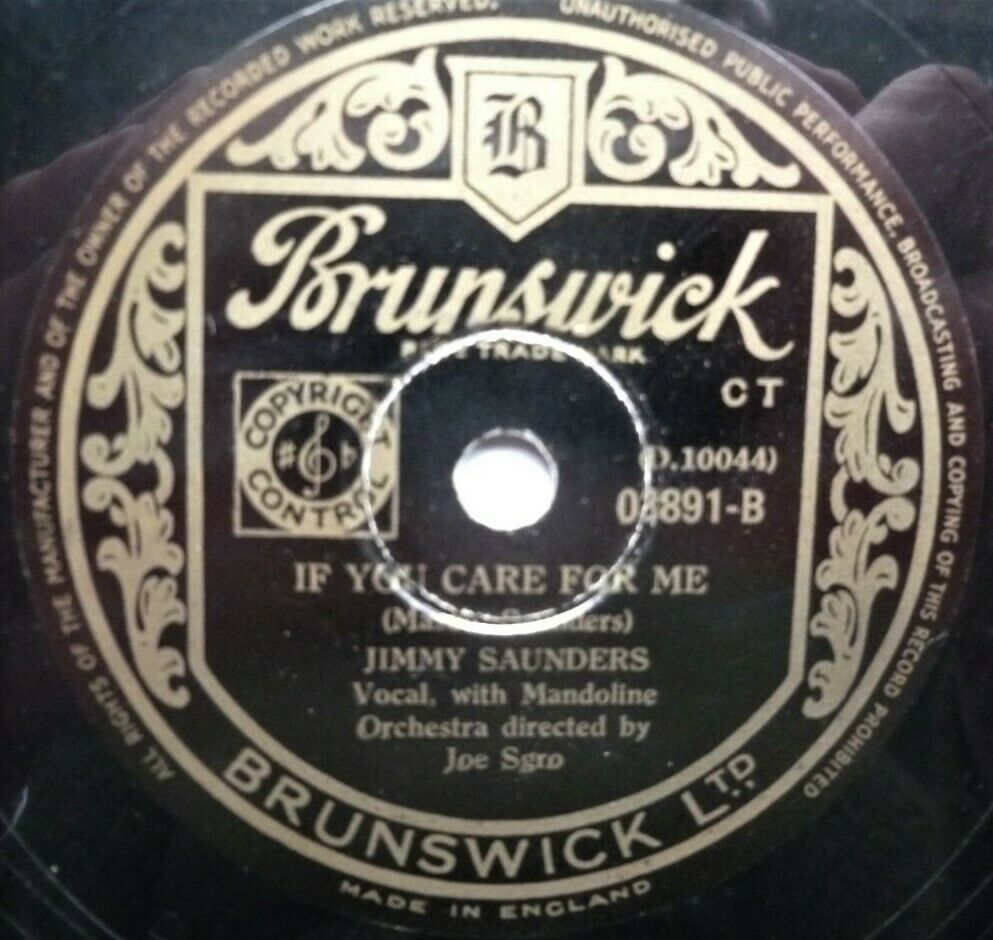 ALL RIGHTS OF THE MANUFACTURER AND OF THE OWNER OF THE RECORDED WORK RESERVED.
UNAUTHORISED PUBLIC PERFORMANCE, BROADCASTING AND COPYING OF THIS RECORD PROHIBITED
B
Brunswick
TRADE
CT
COPYRIGHT
CONTROL
(D.10044)
IF YOU CARE FOR ME
JIMMY SAUNDERS
Vocal, with Mandoline
Orchestra directed by
Joe Sgro
BRUNSWICK LTD
MADE IN ENGLAND